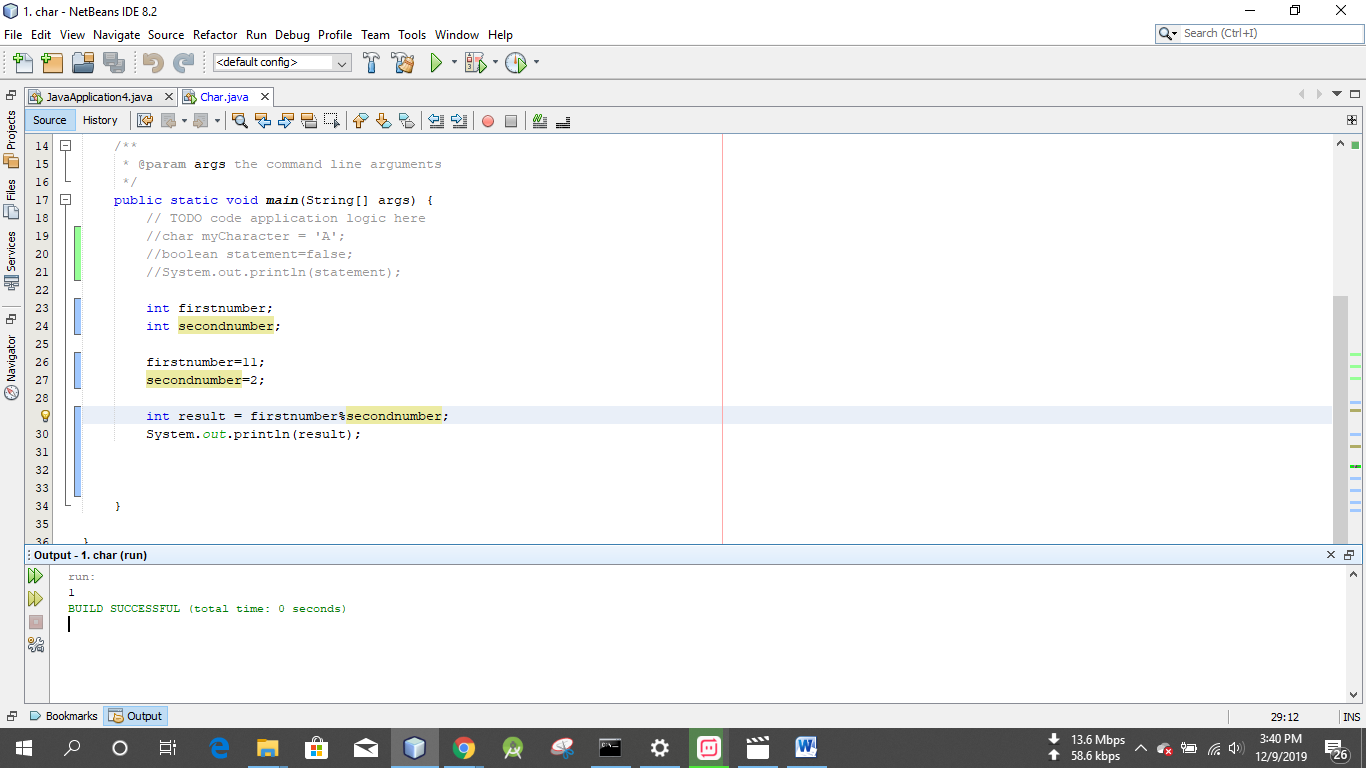 1. char - NetBeans IDE 8.2
File Edit View Navigate Source Refactor Run Debug Profile Team Tools Window Help
Search (Ctrl+I)
<default config>
JavaApplication4.java
Char.java
Source History
Projects
Files
Services
Navigator
14 /**
15 * @param args the command line arguments
16 */
17 public static void main(String[] args) {
18 // TODO code application logic here
19 //char myCharacter = 'A';
20 //boolean statement=false;
21 //System.out.println(statement);
22
23 int firstnumber;
24 int secondnumber;
25
26 firstnumber=11;
27 secondnumber=2;
28
int result = firstnumber%secondnumber;
30 System.out.println(result);
31
32
33
34 }
35
36 }
Output - 1. char (run)
run:
1
BUILD SUCCESSFUL (total time: 0 seconds)
Bookmarks Output
29:12 INS
13.6 Mbps
58.6 kbps
3:40 PM
12/9/2019
26